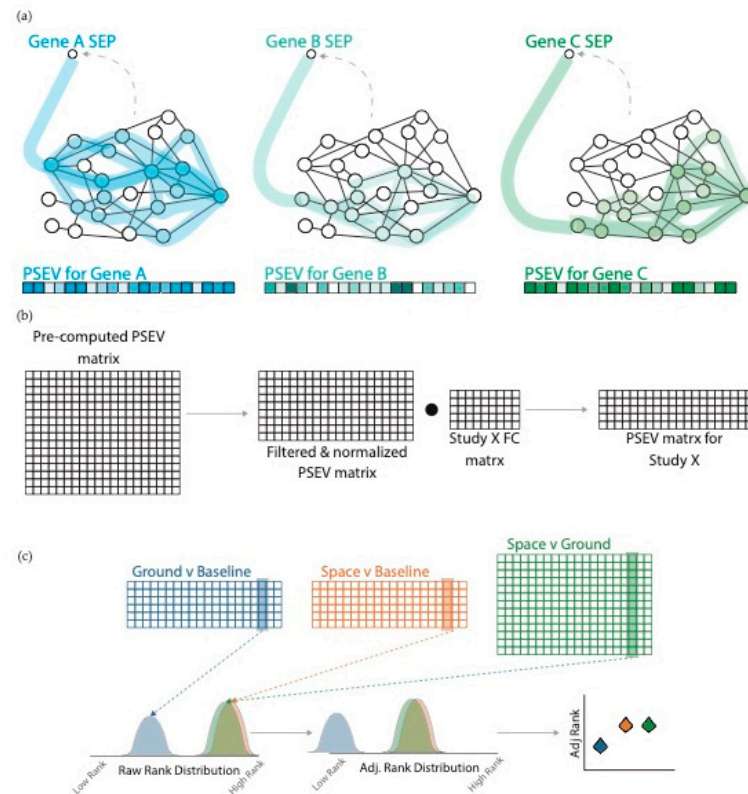 (a)
Gene A SEP
Gene B SEP
Gene C SEP
PSEV for Gene A
PSEV for Gene B
PSEV for Gene C
(b)
Pre-computed PSEV
matrix
Filtered & normalized
PSEV matrix
Study X FC
matrx
PSEV matrx for
Study X
(c)
Ground v Baseline
Space v Baseline
Space v Ground
Low Rank
Raw Rank Distribution
High Rank
Low Rank
Adj. Rank Distribution
High Rank
Adj Rank